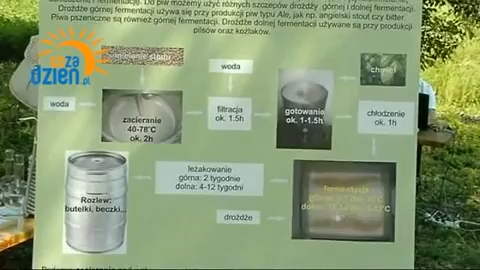 Do piw możemy użyć różnych szczepów drożdży górnej i dolnej fermentacji.
Drożdże górnej fermentacji używa się przy produkcji piw typu Ale, jak np. angielski stout czy bitter.
Piwa pszeniczne są również górnej fermentacji. Drożdże dolnej fermentacji używane są przy produkcji
pilsów oraz koźlaków.
za
dzień.pl
mielenie słodu
woda
chmiel
woda
zacieranie
40-78°C
ok. 2h
filtracja
ok. 1.5h
gotowanie
ok. 1-1.5h
chłodzenie
ok. 1h
leżakowanie
górna: 2 tygodnie
dolna: 4-12 tygodni
fermentacja
Rozlew:
butelki, beczki...
drożdże